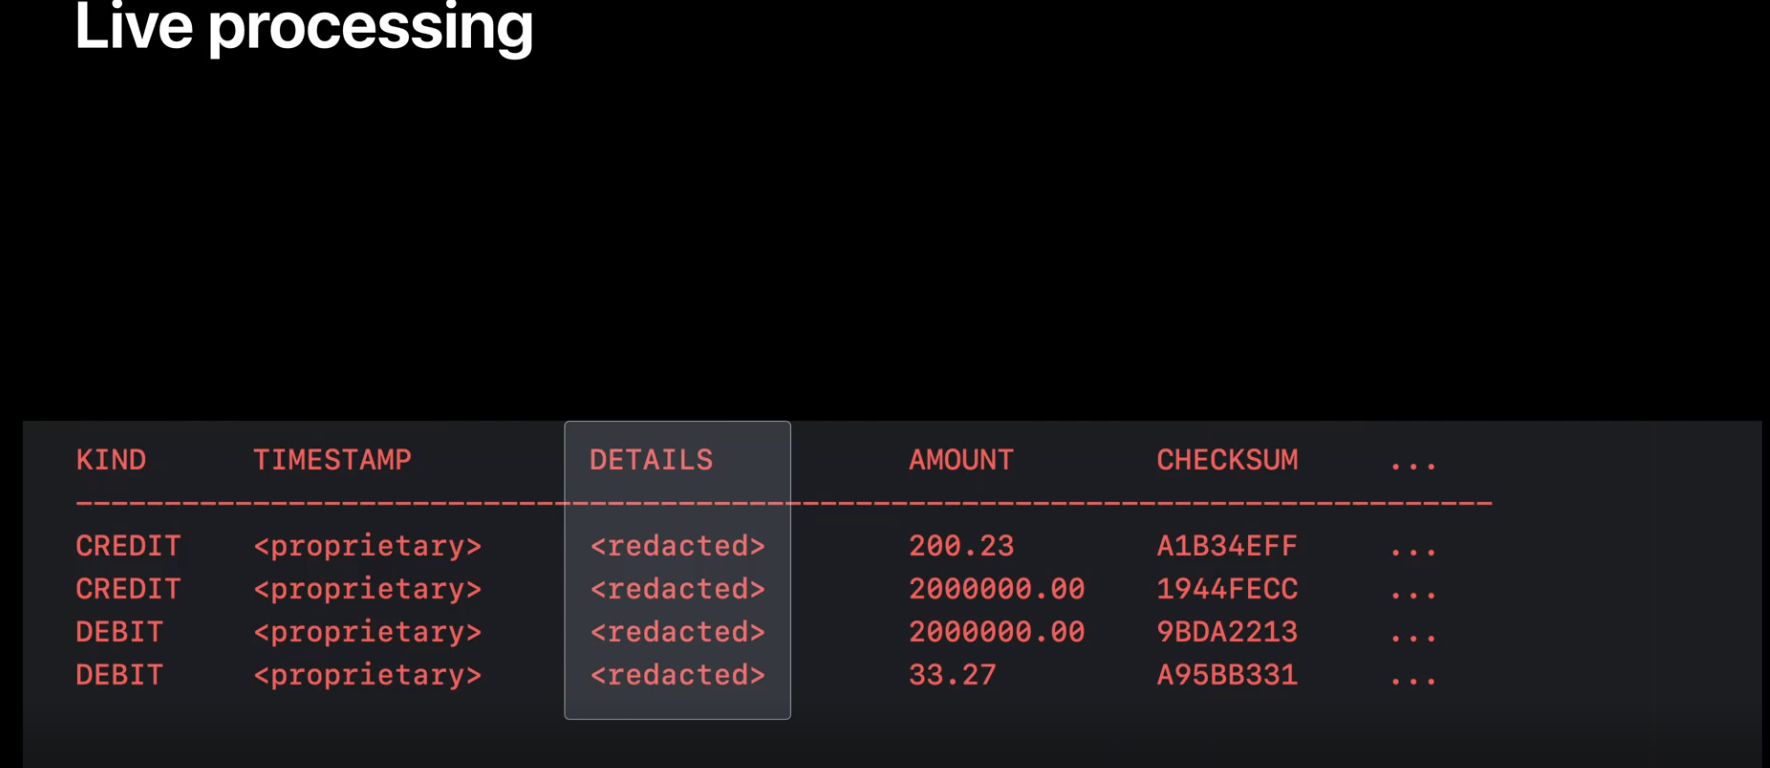 Live processing
KIND TIMESTAMP DETAILS AMOUNT CHECKSUM ...
---------------------------------------------------------------------------------
CREDIT <proprietary> <redacted> 200.23 A1B34EFF ...
CREDIT <proprietary> <redacted> 2000000.00 1944FECC ...
DEBIT <proprietary> <redacted> 2000000.00 9BDA2213 ...
DEBIT <proprietary> <redacted> 33.27 A95BB331 ...